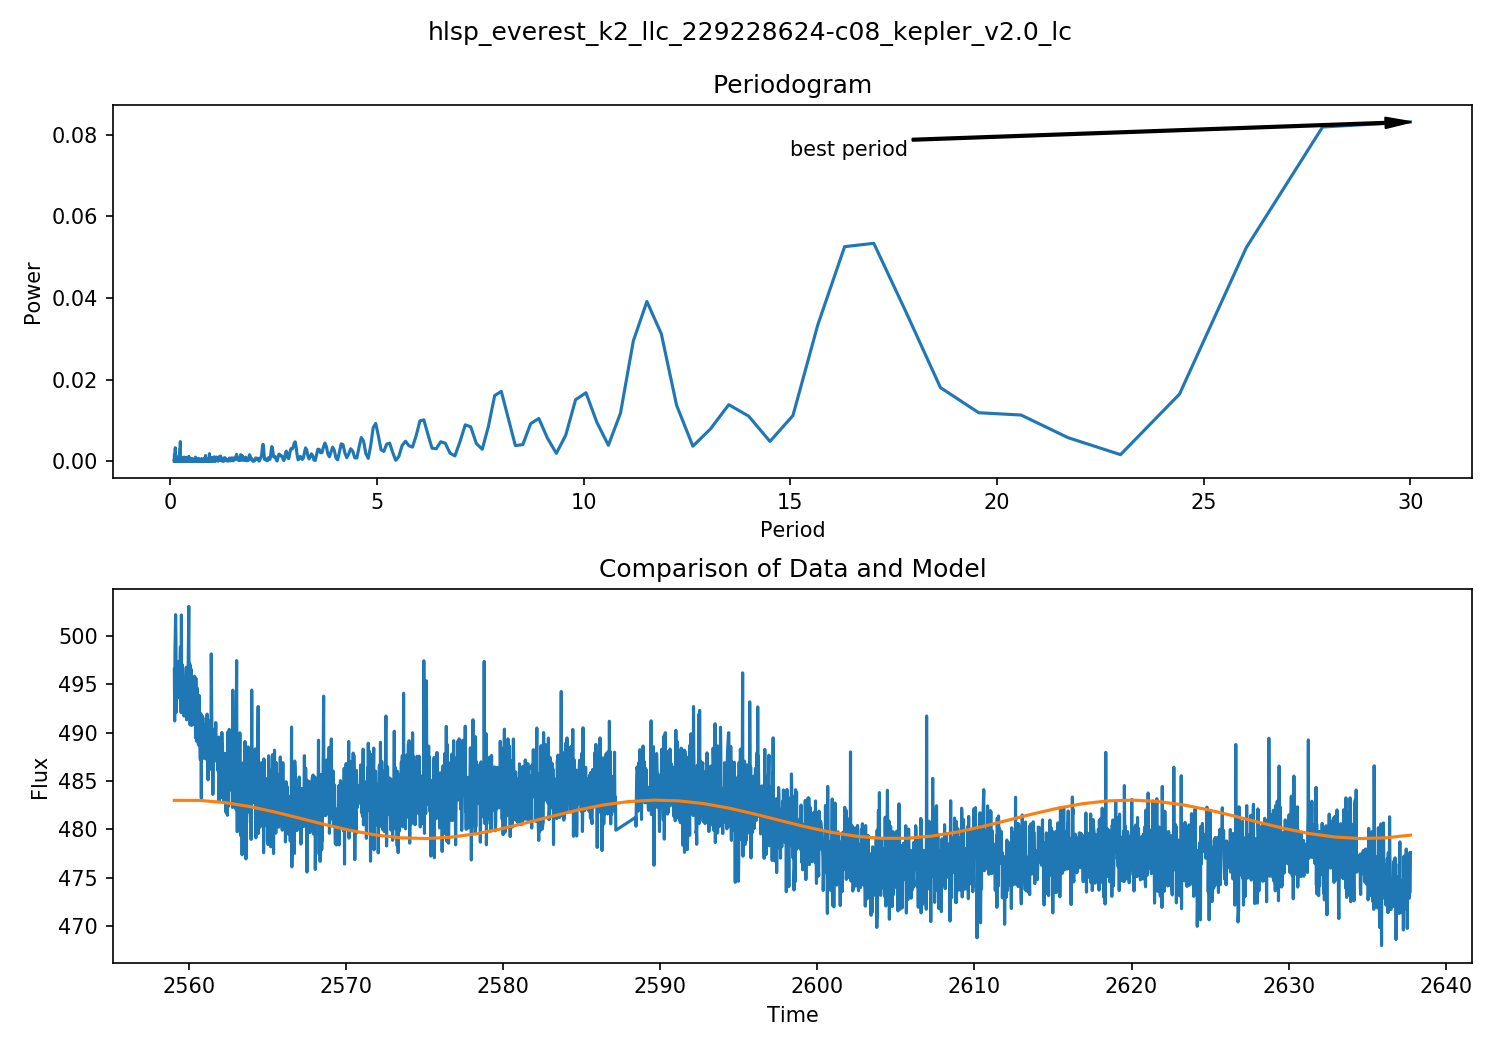 hlsp_everest_k2_llc_229228624-c08_kepler_v2.0_lc
Periodogram
0.08
0.06
0.04
0.02
0.00
Power
best period
0 5 10 15 20 25 30
Period
Comparison of Data and Model
500
495
490
485
480
475
470
Flux
2560 2570 2580 2590 2600 2610 2620 2630 2640
Time